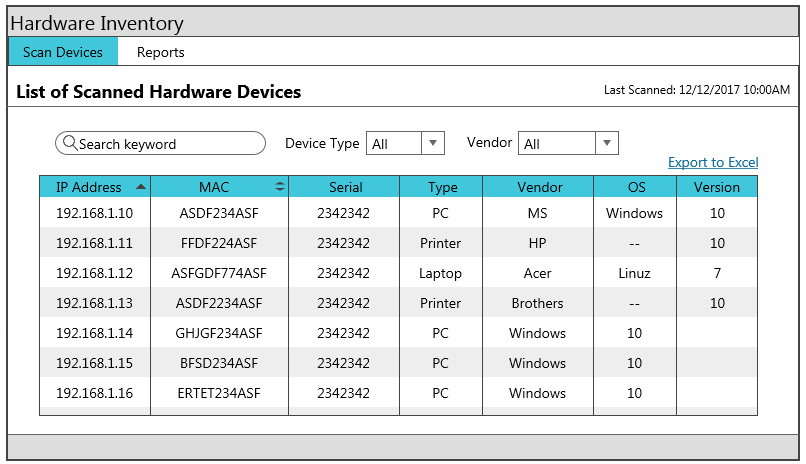 Hardware Inventory
Scan Devices Reports
List of Scanned Hardware Devices Last Scanned: 12/12/2017 10:00AM
Search keyword Device Type All Vendor All
Export to Excel
IP Address MAC Serial Type Vendor OS Version
192.168.1.10 ASDF234ASF 2342342 PC MS Windows 10
192.168.1.11 FFDF224ASF 2342342 Printer HP -- 10
192.168.1.12 ASFGDF774ASF 2342342 Laptop Acer Linuz 7
192.168.1.13 ASDF2234ASF 2342342 Printer Brothers -- 10
192.168.1.14 GHJGF234ASF 2342342 PC Windows 10
192.168.1.15 BFSD234ASF 2342342 PC Windows 10
192.168.1.16 ERTET234ASF 2342342 PC Windows 10